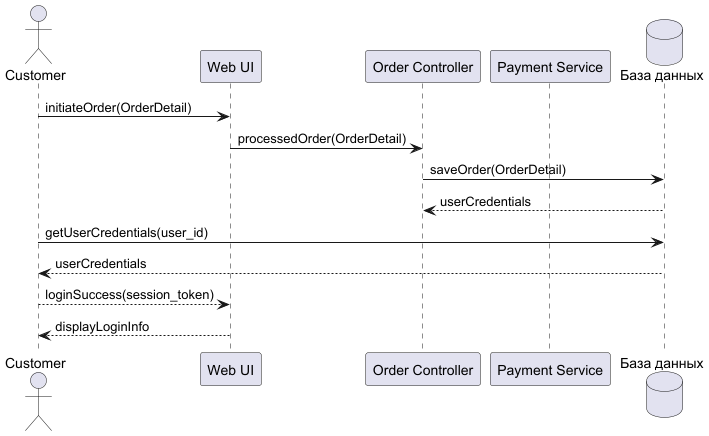 Customer
Web UI
Order Controller
Payment Service
База данных
initiateOrder(OrderDetail)
processedOrder(OrderDetail)
saveOrder(OrderDetail)
userCredentials
getUserCredentials(user_id)
userCredentials
loginSuccess(session_token)
displayLoginInfo
Customer
Web UI
Order Controller
Payment Service
База данных